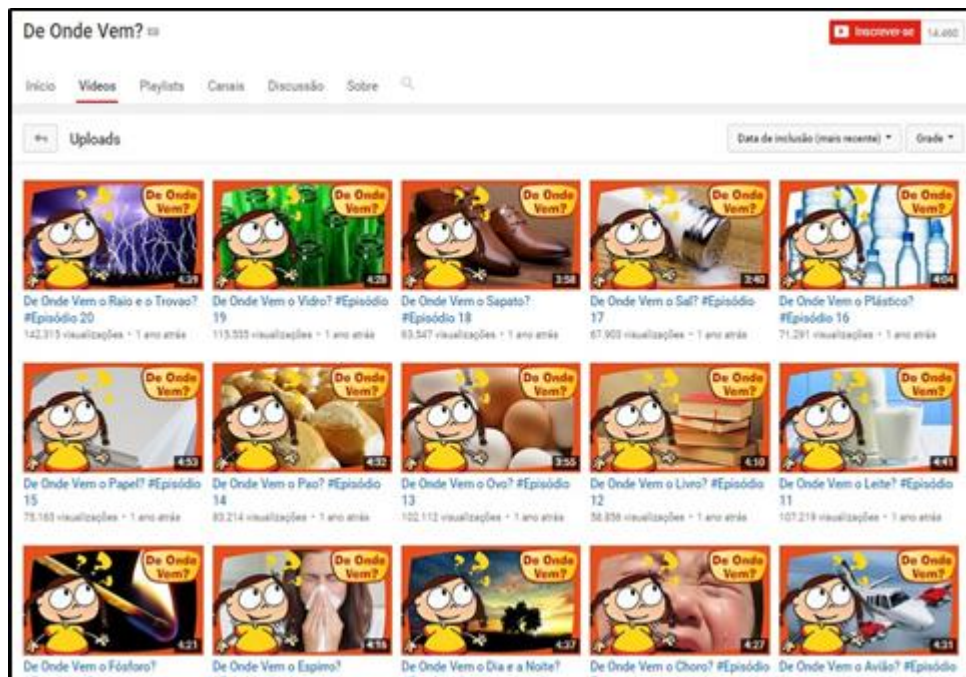 De Onde Vem?
Inscrever-se 14.460
Início Vídeos Playlists Canais Discussão Sobre
Uploads
Data de inclusão (mais recente) Grade
De Onde Vem? De Onde Vem? De Onde Vem? De Onde Vem? De Onde Vem?
4:39 4:28 3:58 3:40 4:04
De Onde Vem o Raio e o Trovao? De Onde Vem o Vidro? #Episódio De Onde Vem o Sapato? De Onde Vem o Sal? #Episódio De Onde Vem o Plástico?
#Episódio 20 19 #Episódio 18 17 #Episódio 16
142.315 visualizações • 1 ano atrás 115.535 visualizações • 1 ano atrás 63.547 visualizações • 1 ano atrás 67.903 visualizações • 1 ano atrás 71.291 visualizações • 1 ano atrás
De Onde Vem? De Onde Vem? De Onde Vem? De Onde Vem? De Onde Vem?
4:53 4:32 3:55 4:10 4:41
De Onde Vem o Papel? #Episódio De Onde Vem o Pao? #Episódio De Onde Vem o Ovo? #Episódio De Onde Vem o Livro? #Episódio De Onde Vem o Leite? #Episódio
15 14 13 12 11
75.163 visualizações • 1 ano atrás 83.214 visualizações • 1 ano atrás 102.112 visualizações • 1 ano atrás 58.858 visualizações • 1 ano atrás 107.219 visualizações • 1 ano atrás
De Onde Vem? De Onde Vem? De Onde Vem? De Onde Vem? De Onde Vem?
4:21 4:16 4:37 4:27 4:31
De Onde Vem o Fósforo? De Onde Vem o Espirro? De Onde Vem o Dia e a Noite? De Onde Vem o Choro? #Episódio De Onde Vem o Avião? #Episódio